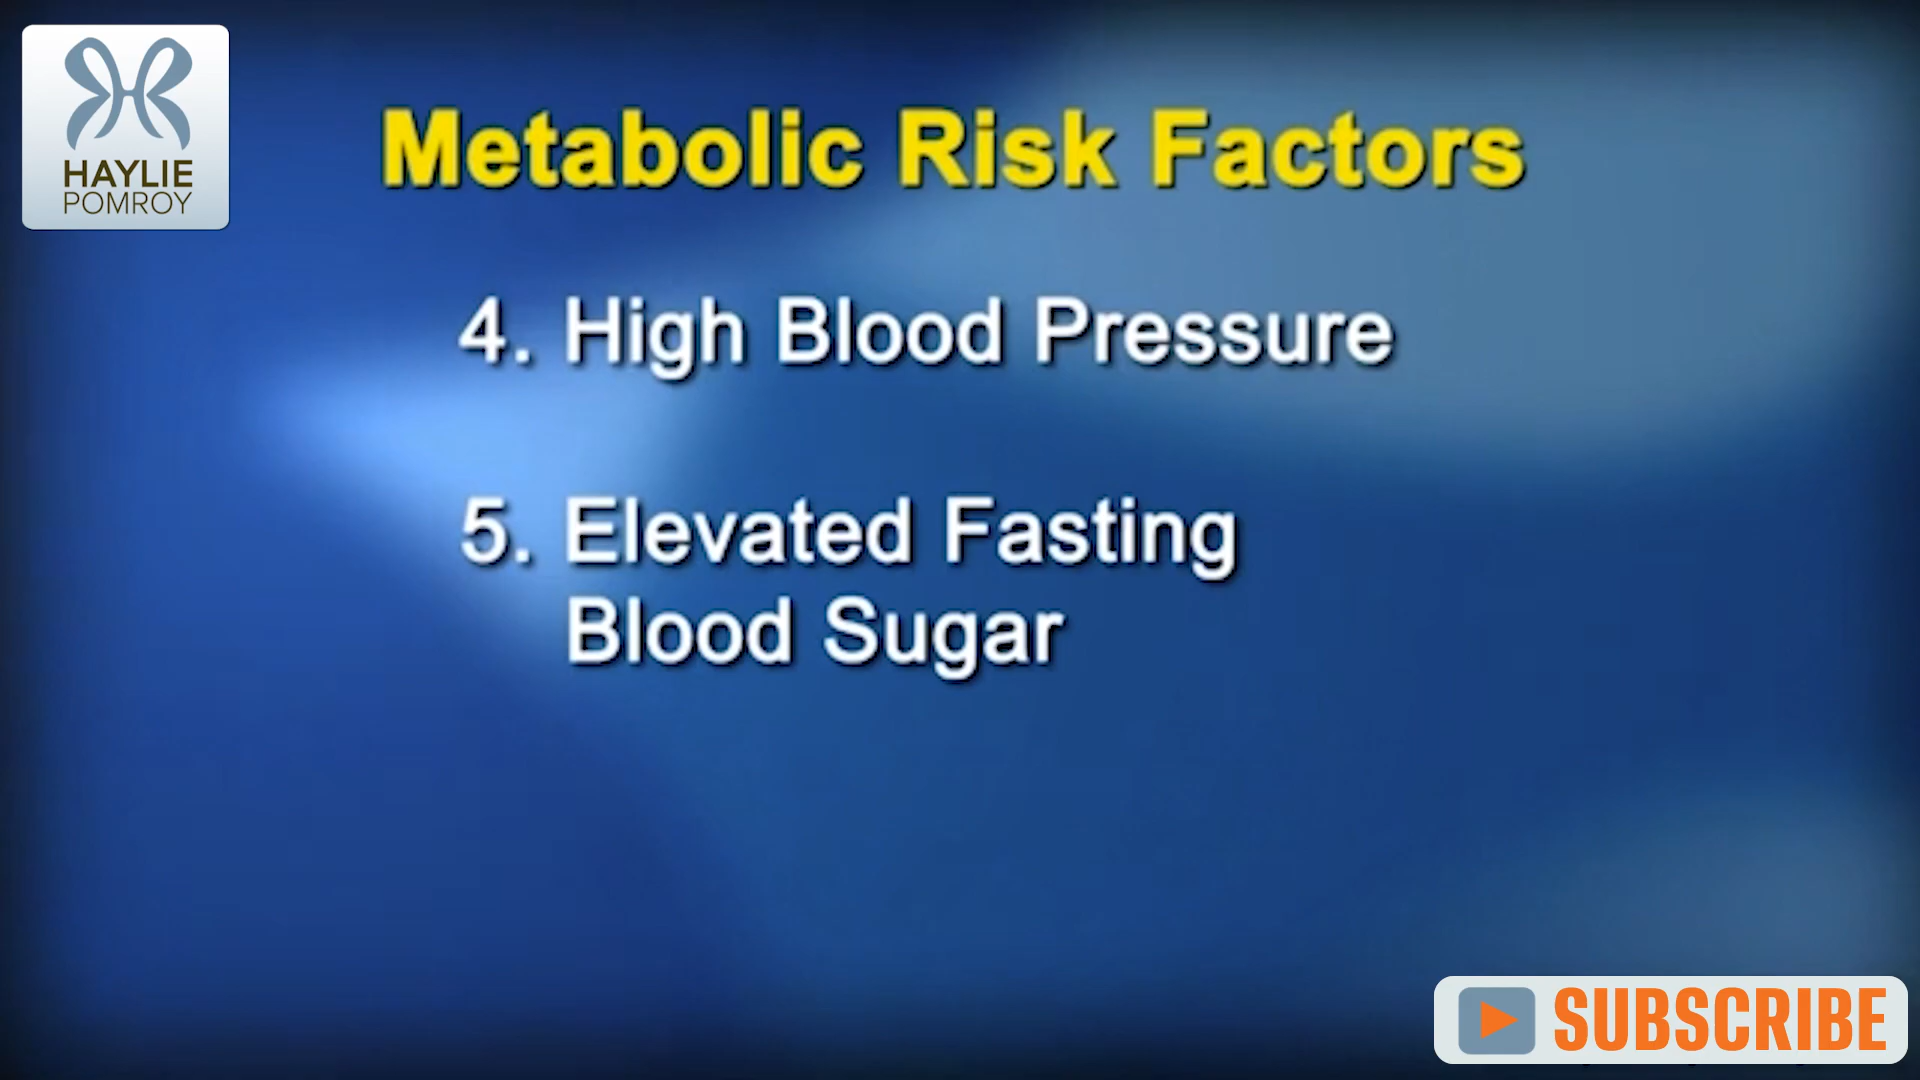 HAYLIE
POMROY
Metabolic Risk Factors
4. High Blood Pressure
5. Elevated Fasting
Blood Sugar
SUBSCRIBE